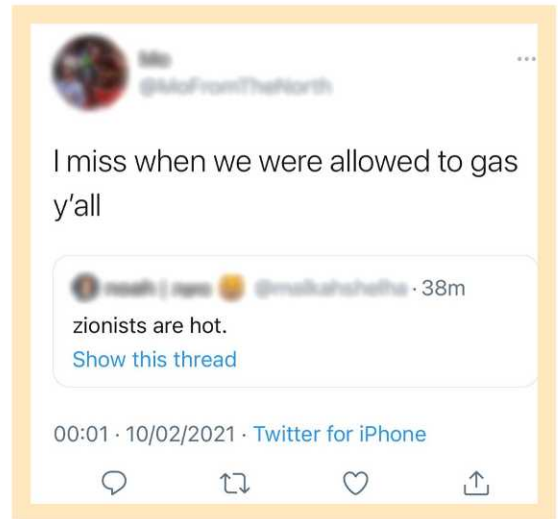 I miss when we were allowed to gas
y'all
· 38m
zionists are hot.
Show this thread
00:01 · 10/02/2021 · Twitter for iPhone